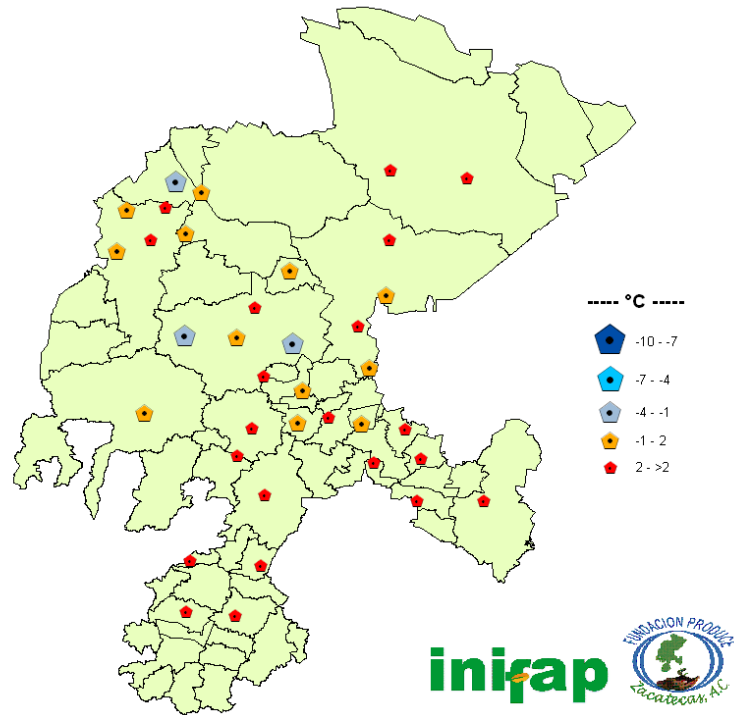 ----- °C -----
-10 - -7
-7 - -4
-4 - -1
-1 - 2
2 - >2
inifap
FUNDACION PRODUCE
Zacatecas, A.C.